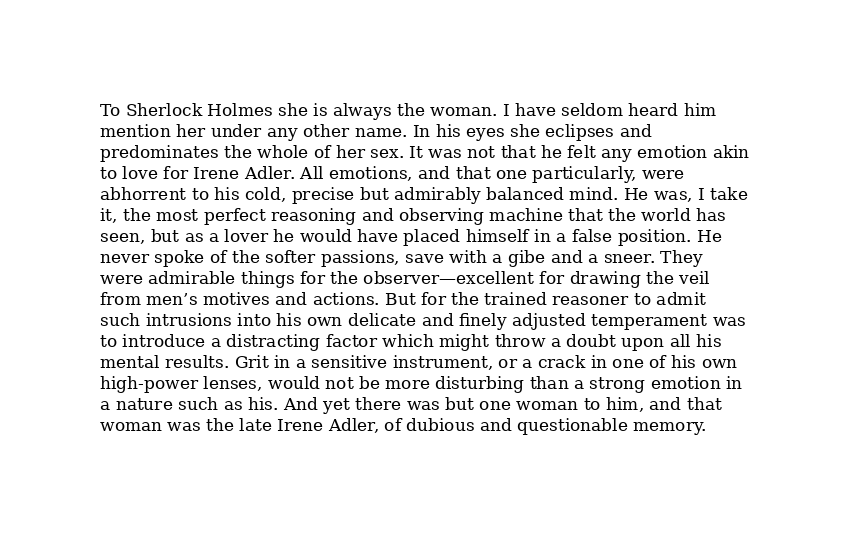 To Sherlock Holmes she is always the woman. I have seldom heard him
mention her under any other name. In his eyes she eclipses and
predominates the whole of her sex. It was not that he felt any emotion akin
to love for Irene Adler. All emotions, and that one particularly, were
abhorrent to his cold, precise but admirably balanced mind. He was, I take
it, the most perfect reasoning and observing machine that the world has
seen, but as a lover he would have placed himself in a false position. He
never spoke of the softer passions, save with a gibe and a sneer. They
were admirable things for the observer—excellent for drawing the veil
from men’s motives and actions. But for the trained reasoner to admit
such intrusions into his own delicate and finely adjusted temperament was
to introduce a distracting factor which might throw a doubt upon all his
mental results. Grit in a sensitive instrument, or a crack in one of his own
high-power lenses, would not be more disturbing than a strong emotion in
a nature such as his. And yet there was but one woman to him, and that
woman was the late Irene Adler, of dubious and questionable memory.